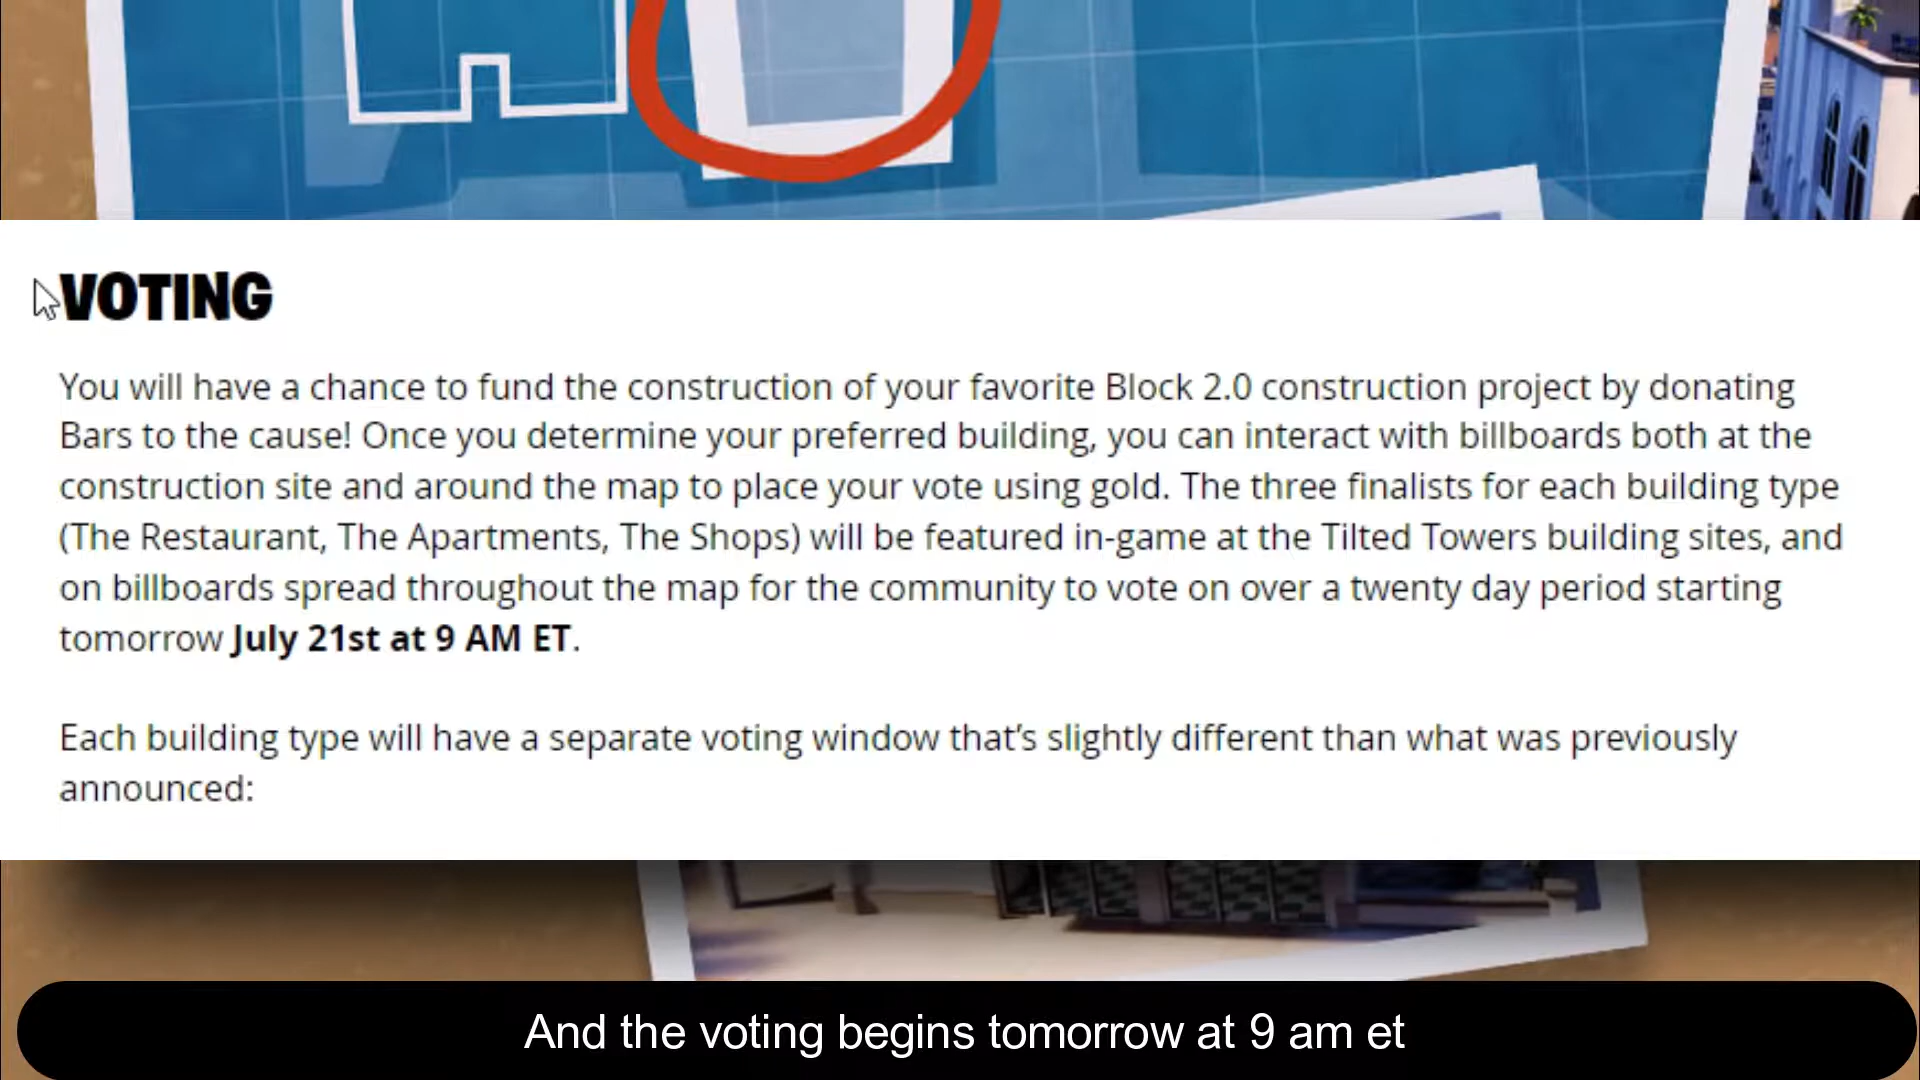 VOTING
You will have a chance to fund the construction of your favorite Block 2.0 construction project by donating
Bars to the cause! Once you determine your preferred building, you can interact with billboards both at the
construction site and around the map to place your vote using gold. The three finalists for each building type
(The Restaurant, The Apartments, The Shops) will be featured in-game at the Tilted Towers building sites, and
on billboards spread throughout the map for the community to vote on over a twenty day period starting
tomorrow July 21st at 9 AM ET.
Each building type will have a separate voting window that’s slightly different than what was previously
announced:
And the voting begins tomorrow at 9 am et